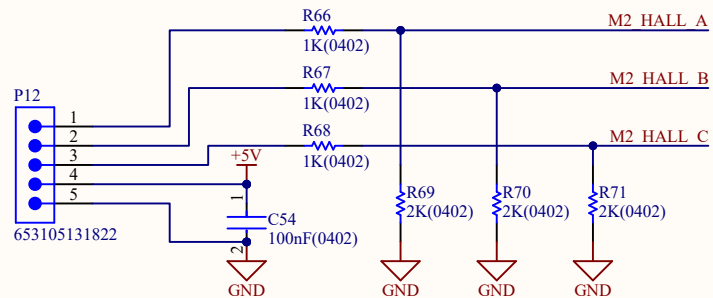 R66
M2_HALL_A
1K(0402)
R67
M2_HALL_B
1K(0402)
P12
R68
M2_HALL_C
1K(0402)
1
2
3
4
5
+5V
1
C54
100nF(0402)
2
653105131822
R69
2K(0402)
R70
2K(0402)
R71
2K(0402)
GND
GND
GND
GND